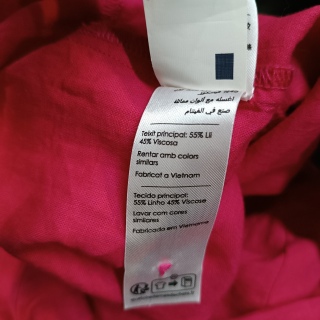 اغسله مع ألوان مماثلة
صنع في الفيتنام
Teixit principal: 55% Lli
45% Viscosa
Rentar amb colors
similars
Fabricat a Vietnam
Tecido principal:
55% Linho 45% Viscose
Lavar com cores
similares
Fabricada em Vietname